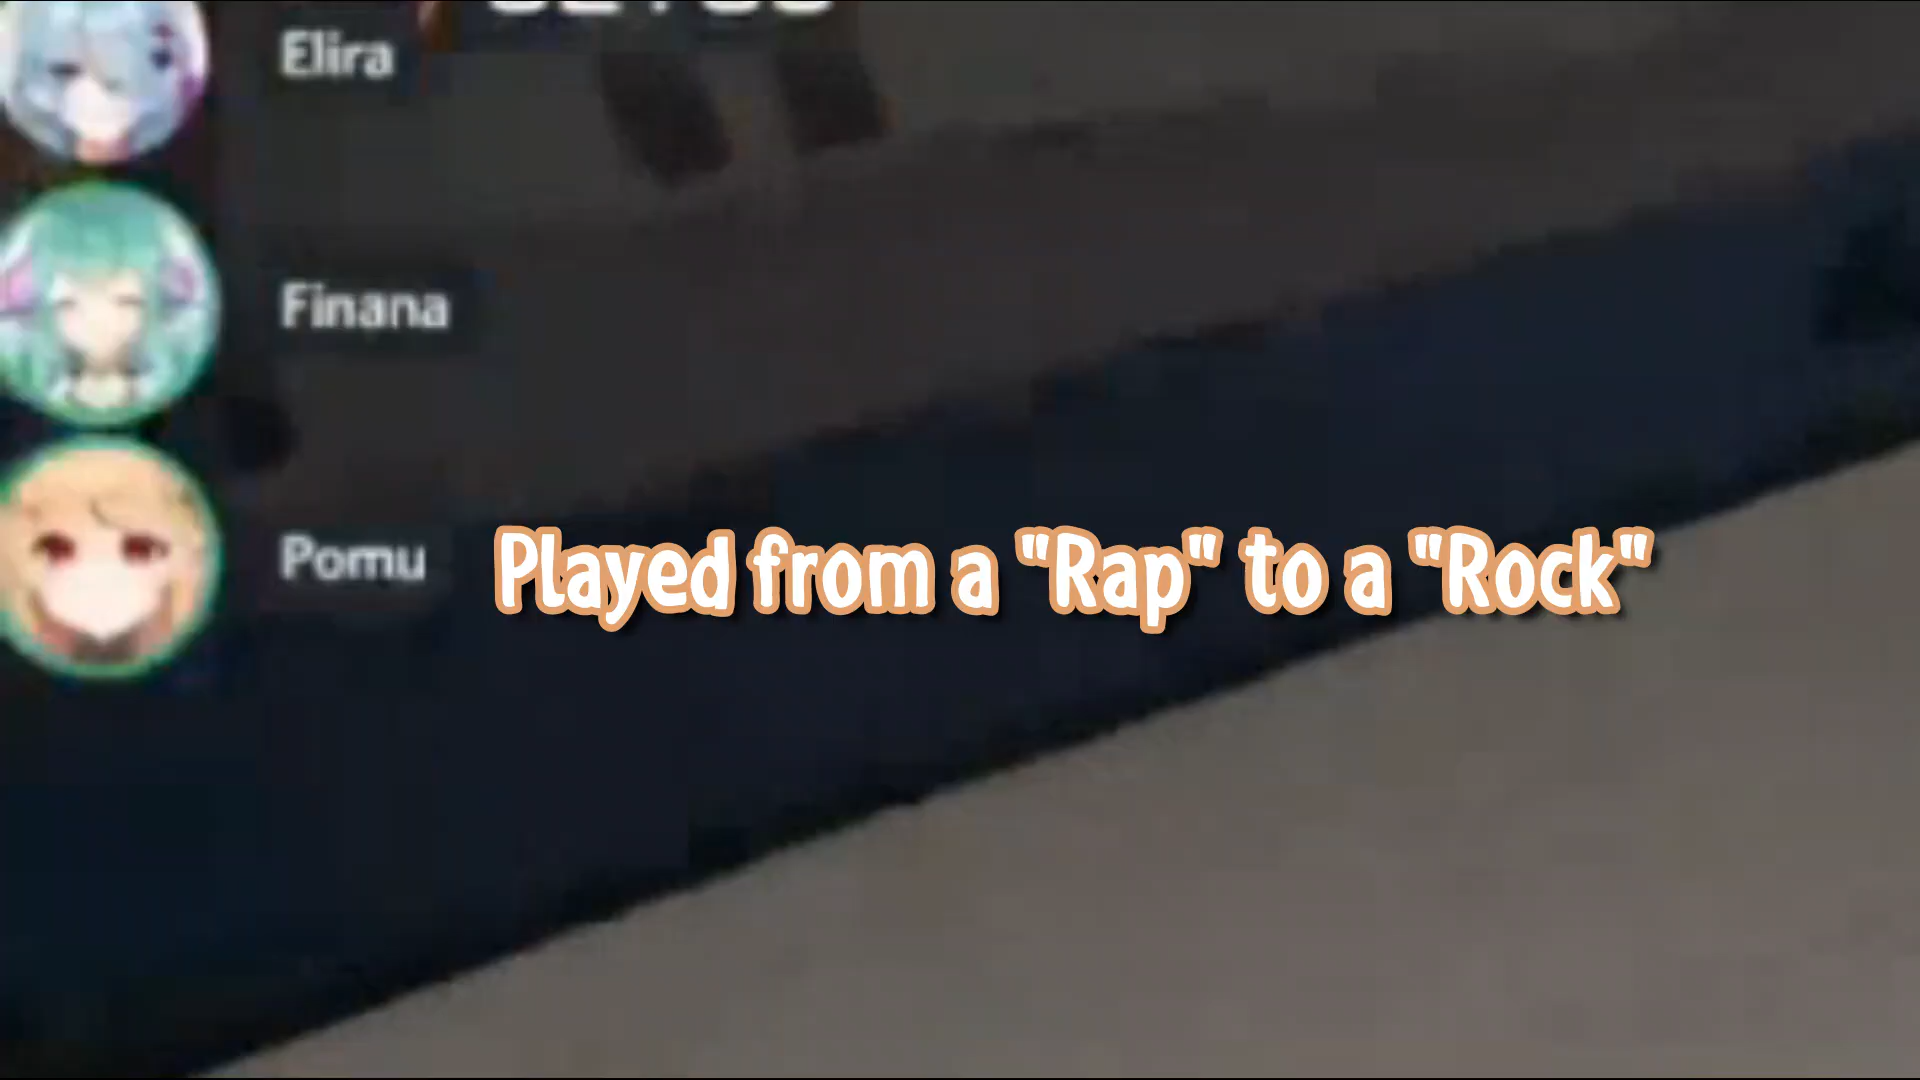 Elira
Finana
Pomu
Played from a "Rap" to a "Rock"